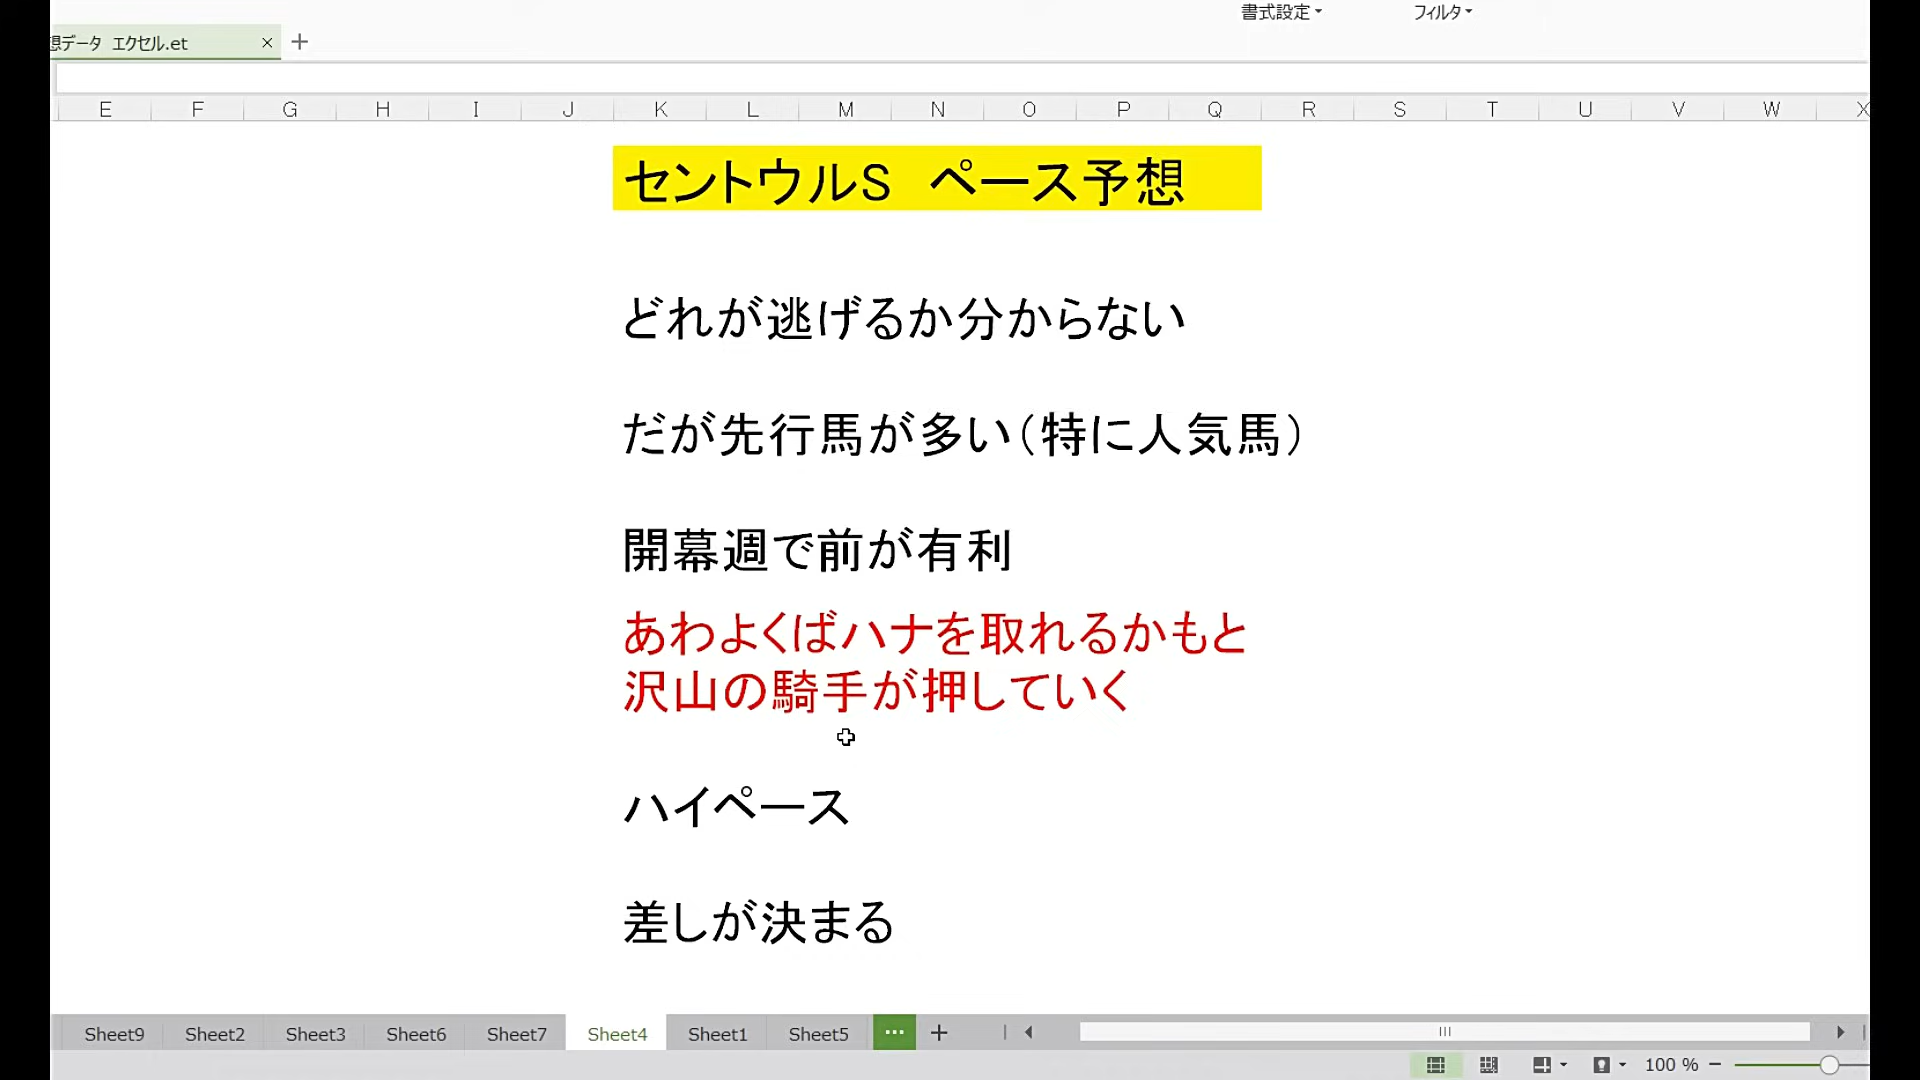 書式設定 フィルタ
想データ エクセル.et × +
E F G H I J K L M N O P Q R S T U V W X
セントウルS ペース予想
どれが逃げるか分からない
だが先行馬が多い(特に人気馬)
開幕週で前が有利
あわよくばハナを取れるかもと
沢山の騎手が押していく
ハイペース
差しが決まる
Sheet9 Sheet2 Sheet3 Sheet6 Sheet7 Sheet4 Sheet1 Sheet5 ... +
100 %